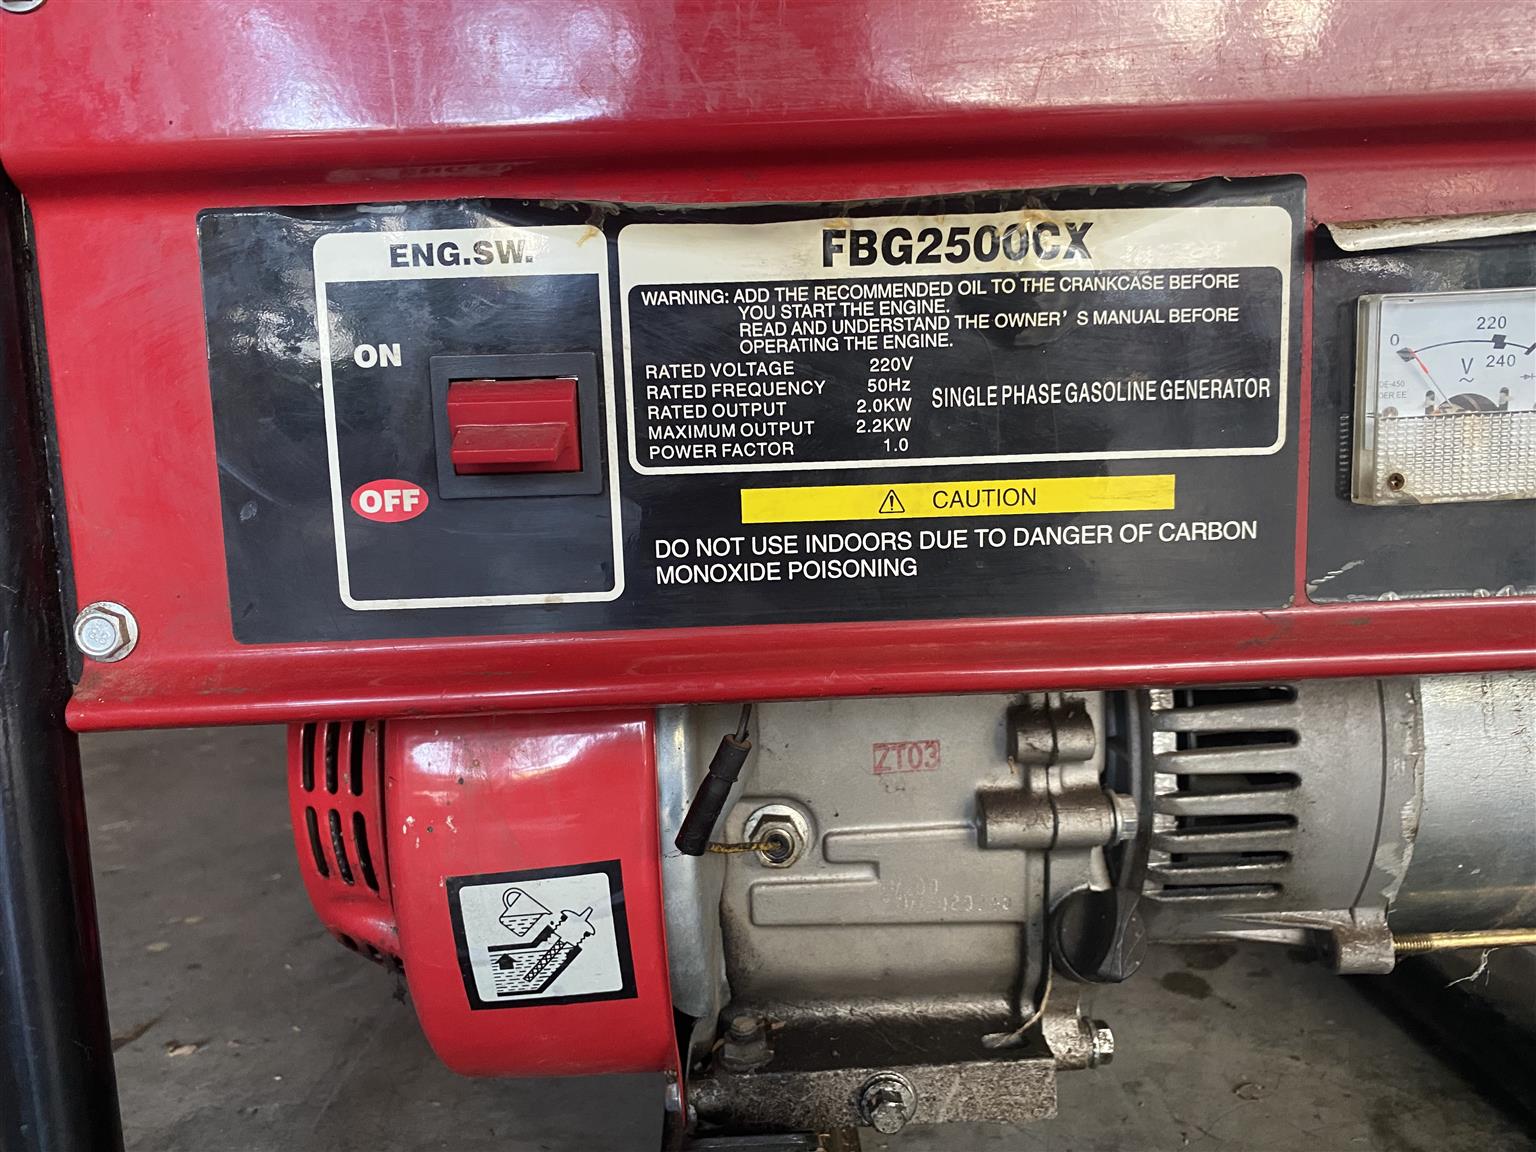 ENG.SW.
ON
OFF
FBG2500CX
WARNING: ADD THE RECOMMENDED OIL TO THE CRANKCASE BEFORE
YOU START THE ENGINE.
READ AND UNDERSTAND THE OWNER'S MANUAL BEFORE
OPERATING THE ENGINE.
RATED VOLTAGE 220V
RATED FREQUENCY 50Hz
RATED OUTPUT 2.0KW
MAXIMUM OUTPUT 2.2KW
POWER FACTOR 1.0
SINGLE PHASE GASOLINE GENERATOR
CAUTION
DO NOT USE INDOORS DUE TO DANGER OF CARBON
MONOXIDE POISONING
0 220
V 240
ZT03